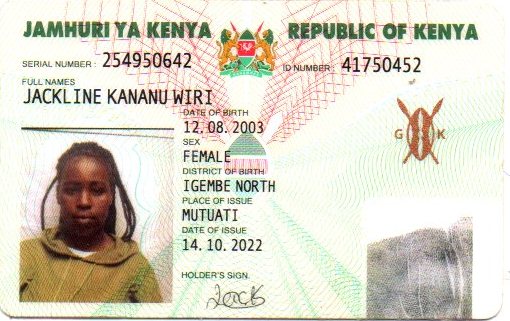 JAMHURI YA KENYA REPUBLIC OF KENYA
SERIAL NUMBER: 254950642 ID NUMBER: 41750452
FULL NAMES
JACKLINE KANANU WIRI
DATE OF BIRTH
12.08.2003
SEX
FEMALE
G K
DISTRICT OF BIRTH
IGEMBE NORTH
PLACE OF ISSUE
MUTUATI
DATE OF ISSUE
14.10.2022
HOLDER'S SIGN.